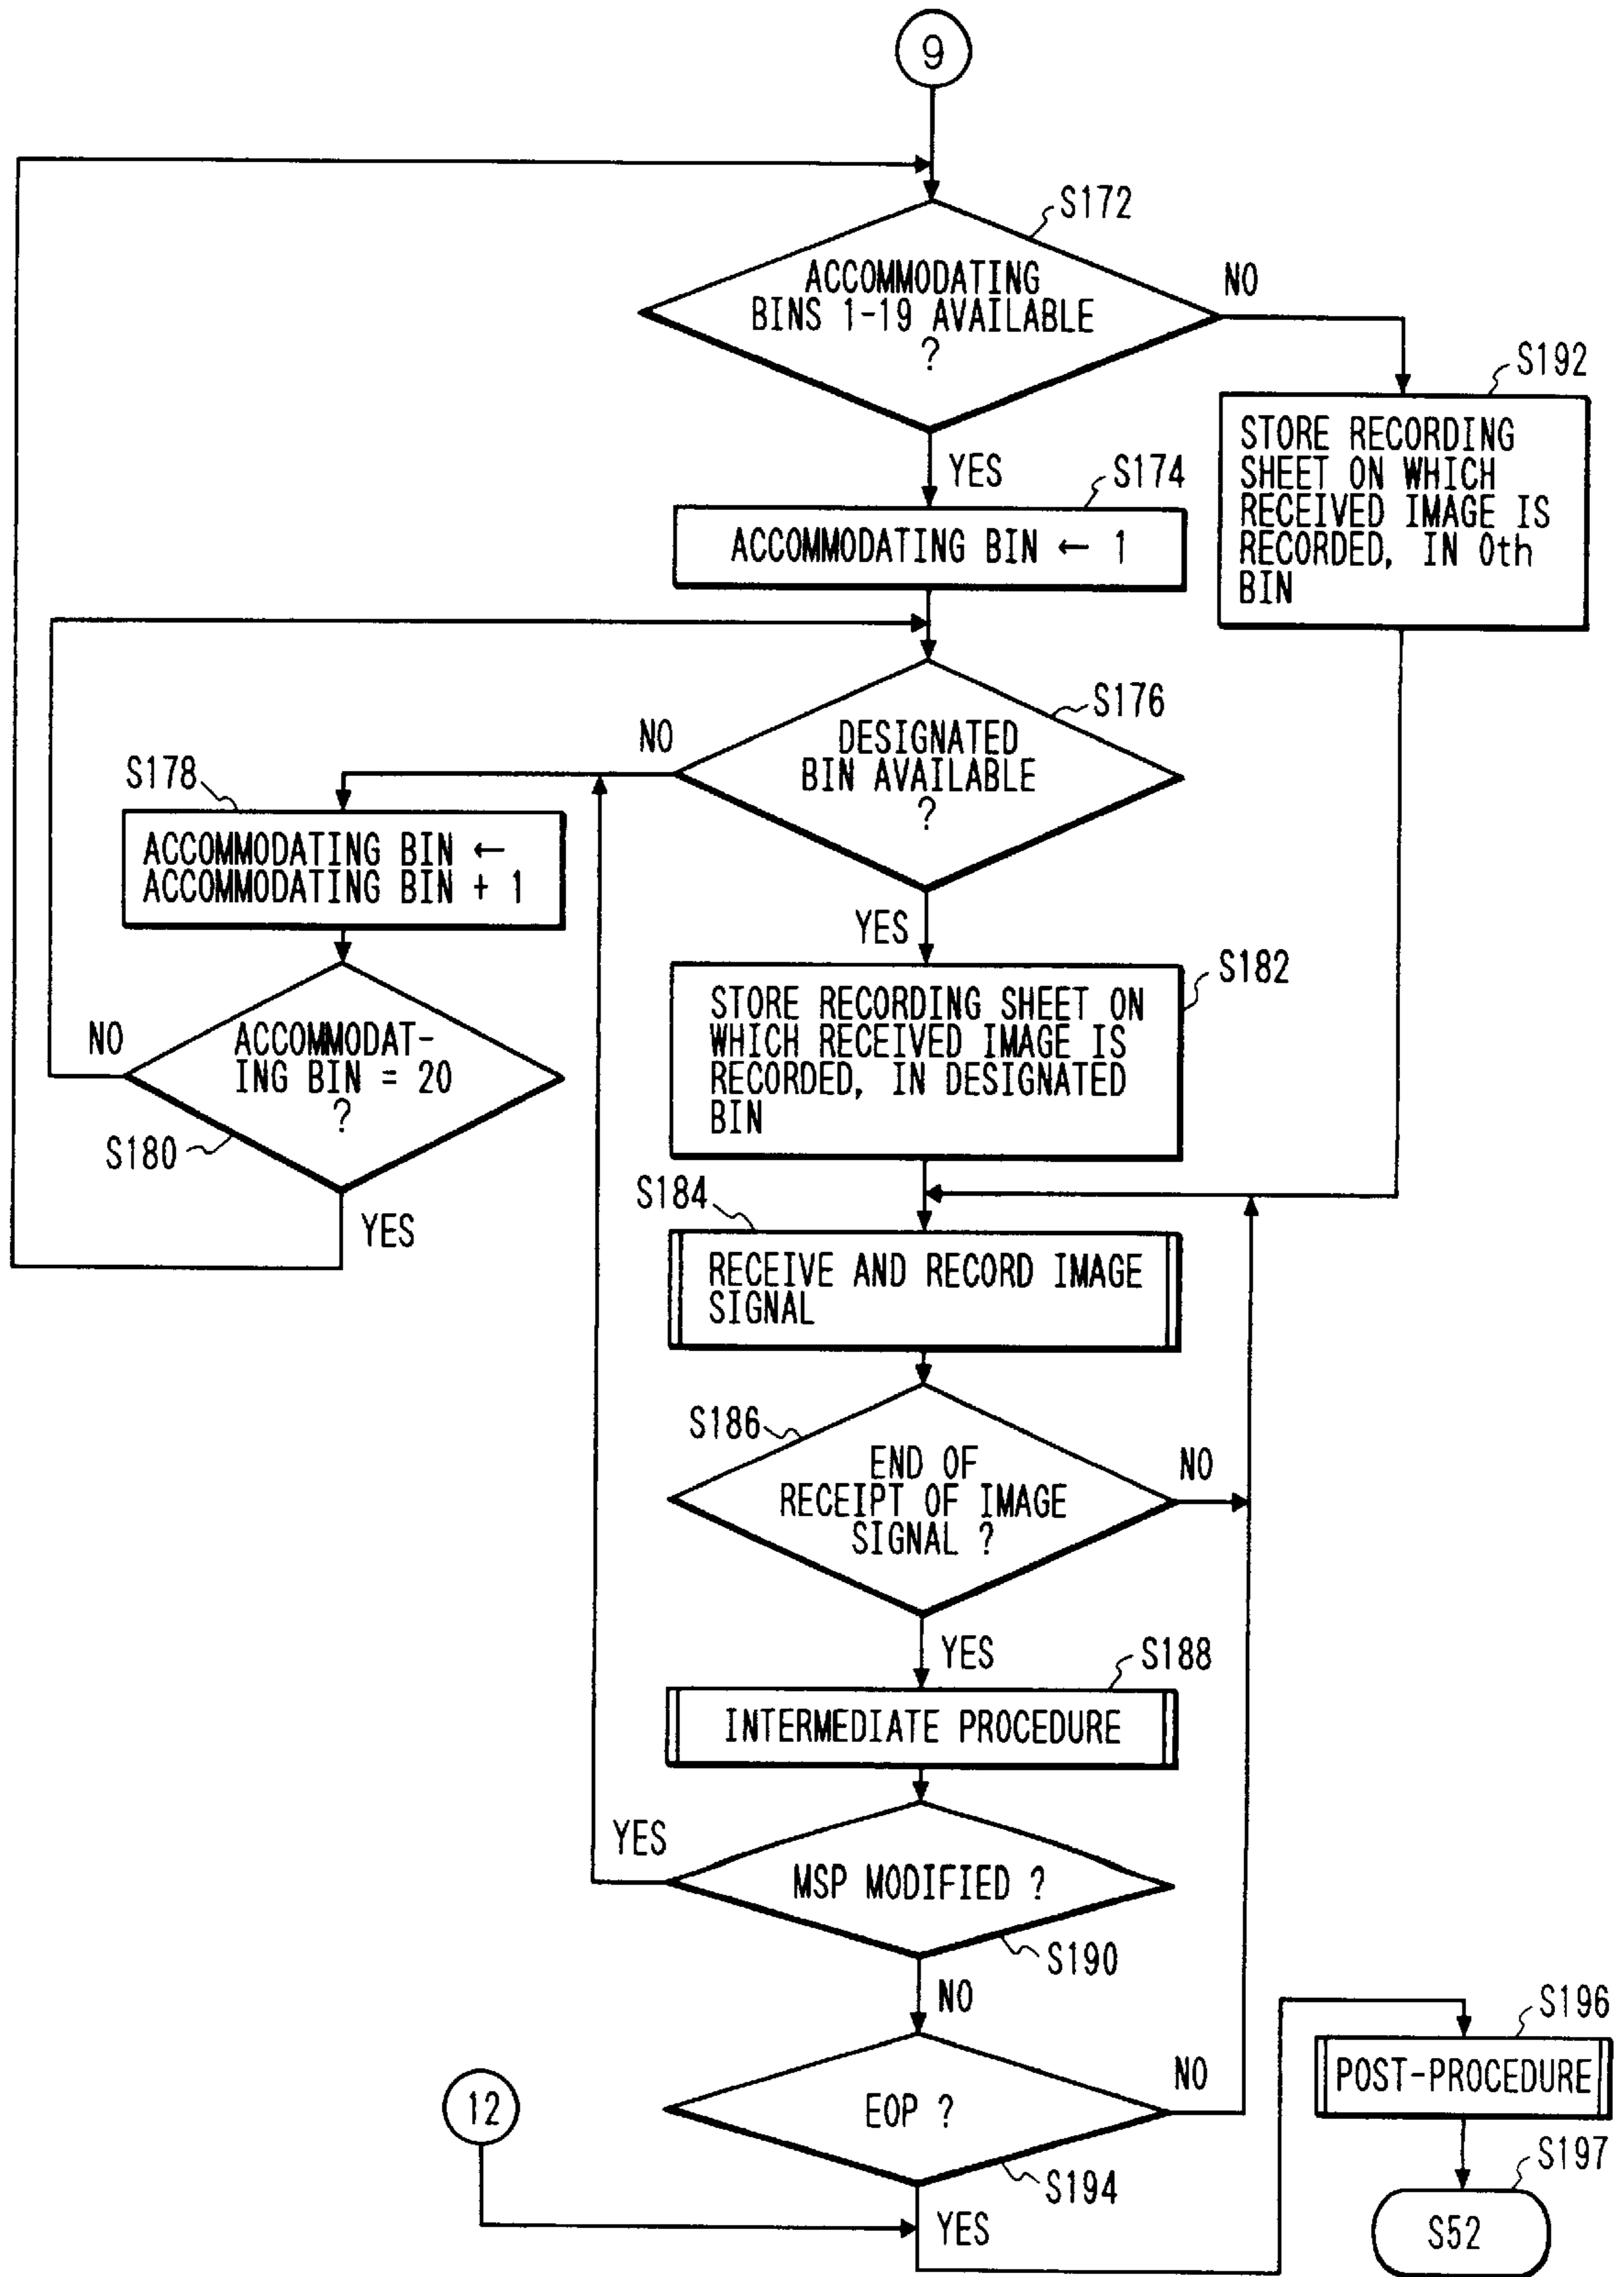 9
S172
ACCOMMODATING
BINS 1-19 AVAILABLE
?
NO
YES
S192
STORE RECORDING
SHEET ON WHICH
RECEIVED IMAGE IS
RECORDED, IN 0th
BIN
S174
ACCOMMODATING BIN ← 1
S176
DESIGNATED
BIN AVAILABLE
?
NO
YES
S178
ACCOMMODATING BIN ←
ACCOMMODATING BIN + 1
NO
ACCOMMODAT-
ING BIN = 20
?
S180
YES
S182
STORE RECORDING SHEET ON
WHICH RECEIVED IMAGE IS
RECORDED, IN DESIGNATED
BIN
S184
RECEIVE AND RECORD IMAGE
SIGNAL
S186
END OF
RECEIPT OF IMAGE
SIGNAL ?
NO
YES
S188
INTERMEDIATE PROCEDURE
YES
MSP MODIFIED ?
S190
NO
12
EOP ?
NO
S194
YES
S196
POST-PROCEDURE
S197
S52